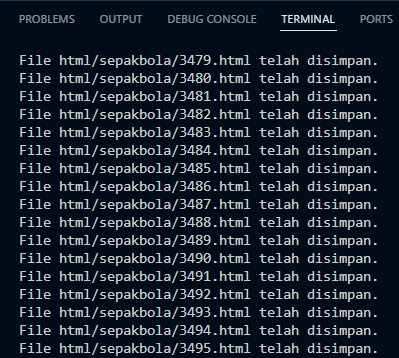 PROBLEMS OUTPUT DEBUG CONSOLE TERMINAL PORTS
File html/sepakbola/3479.html telah disimpan.
File html/sepakbola/3480.html telah disimpan.
File html/sepakbola/3481.html telah disimpan.
File html/sepakbola/3482.html telah disimpan.
File html/sepakbola/3483.html telah disimpan.
File html/sepakbola/3484.html telah disimpan.
File html/sepakbola/3485.html telah disimpan.
File html/sepakbola/3486.html telah disimpan.
File html/sepakbola/3487.html telah disimpan.
File html/sepakbola/3488.html telah disimpan.
File html/sepakbola/3489.html telah disimpan.
File html/sepakbola/3490.html telah disimpan.
File html/sepakbola/3491.html telah disimpan.
File html/sepakbola/3492.html telah disimpan.
File html/sepakbola/3493.html telah disimpan.
File html/sepakbola/3494.html telah disimpan.
File html/sepakbola/3495.html telah disimpan.